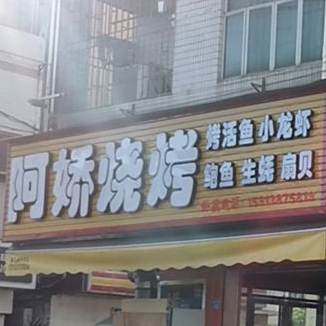 阿娇烧烤
烤活鱼 小龙虾
鲍鱼 生蚝 扇贝